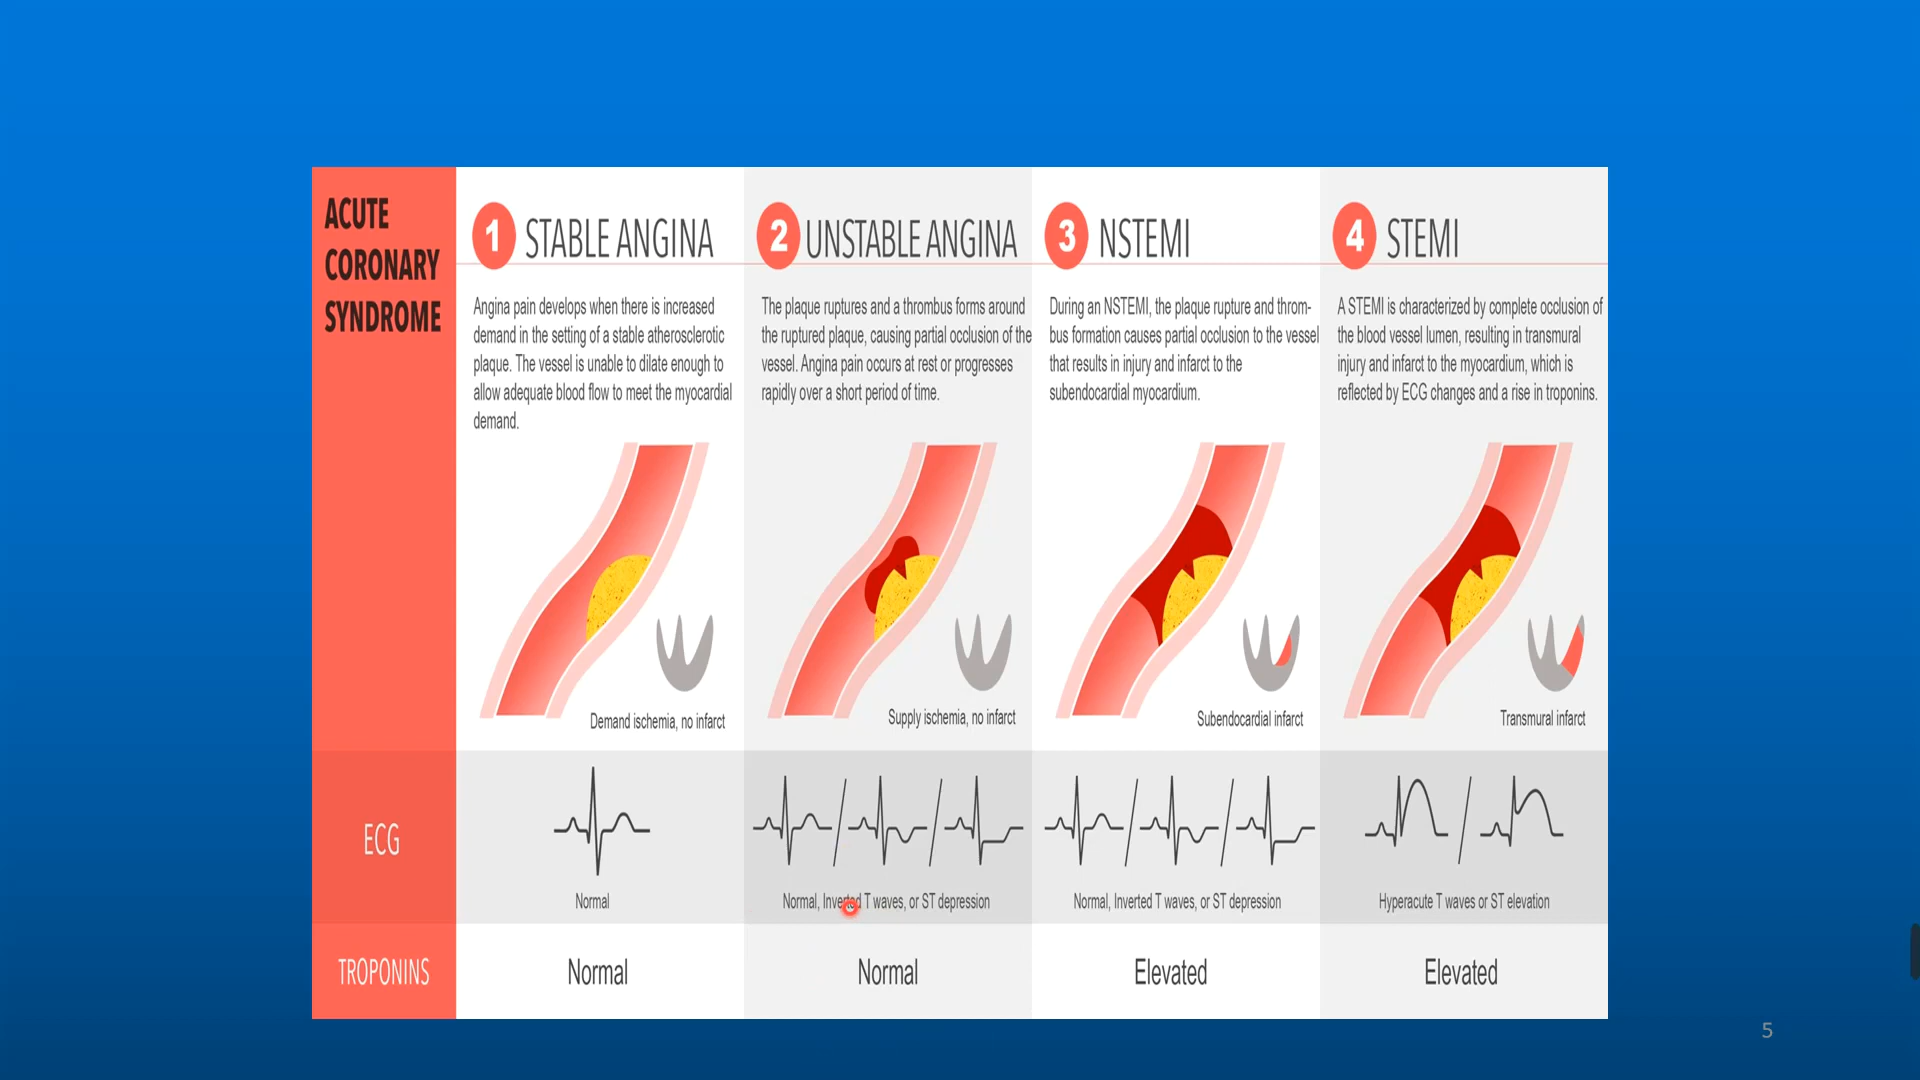 ACUTE
CORONARY
SYNDROME
1 STABLE ANGINA
Angina pain develops when there is increased
demand in the setting of a stable atherosclerotic
plaque. The vessel is unable to dilate enough to
allow adequate blood flow to meet the myocardial
demand.
Demand ischemia, no infarct
2 UNSTABLE ANGINA
The plaque ruptures and a thrombus forms around
the ruptured plaque, causing partial occlusion of the
vessel. Angina pain occurs at rest or progresses
rapidly over a short period of time.
Supply ischemia, no infarct
3 NSTEMI
During an NSTEMI, the plaque rupture and throm-
bus formation causes partial occlusion to the vessel
that results in injury and infarct to the
subendocardial myocardium.
Subendocardial infarct
4 STEMI
A STEMI is characterized by complete occlusion of
the blood vessel lumen, resulting in transmural
injury and infarct to the myocardium, which is
reflected by ECG changes and a rise in troponins.
Transmural infarct
ECG
Normal
Normal, Inverted T waves, or ST depression
Normal, Inverted T waves, or ST depression
Hyperacute T waves or ST elevation
TROPONINS
Normal
Normal
Elevated
Elevated
5